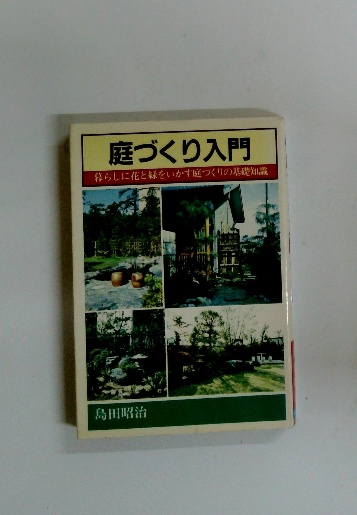 庭づくり入門
暮らしに花と緑をいかす庭づくりの基礎知識
島田昭治